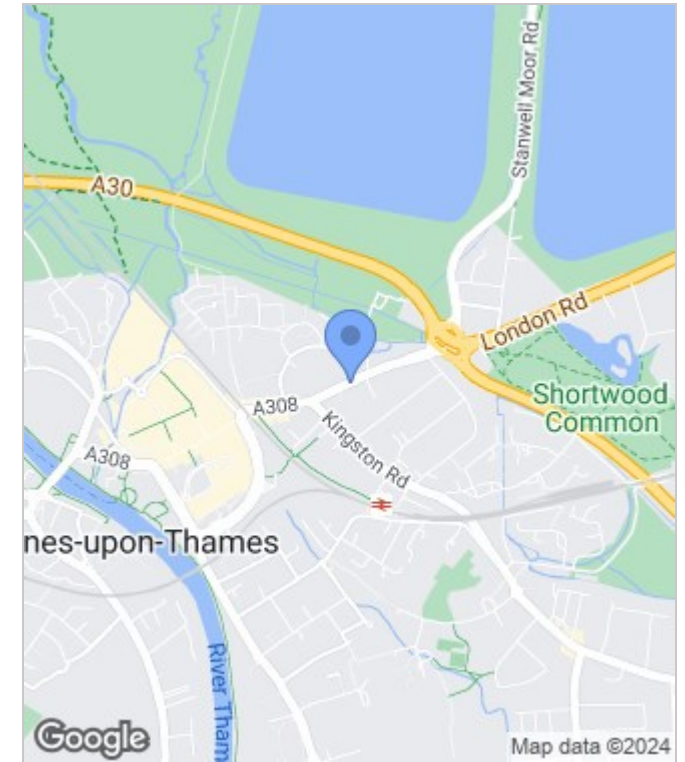 Stanwell Moor Rd
A30
London Rd
Shortwood
Common
A308
Kingston Rd
A308
nes-upon-Thames
River Tham
Google
Map data ©2024